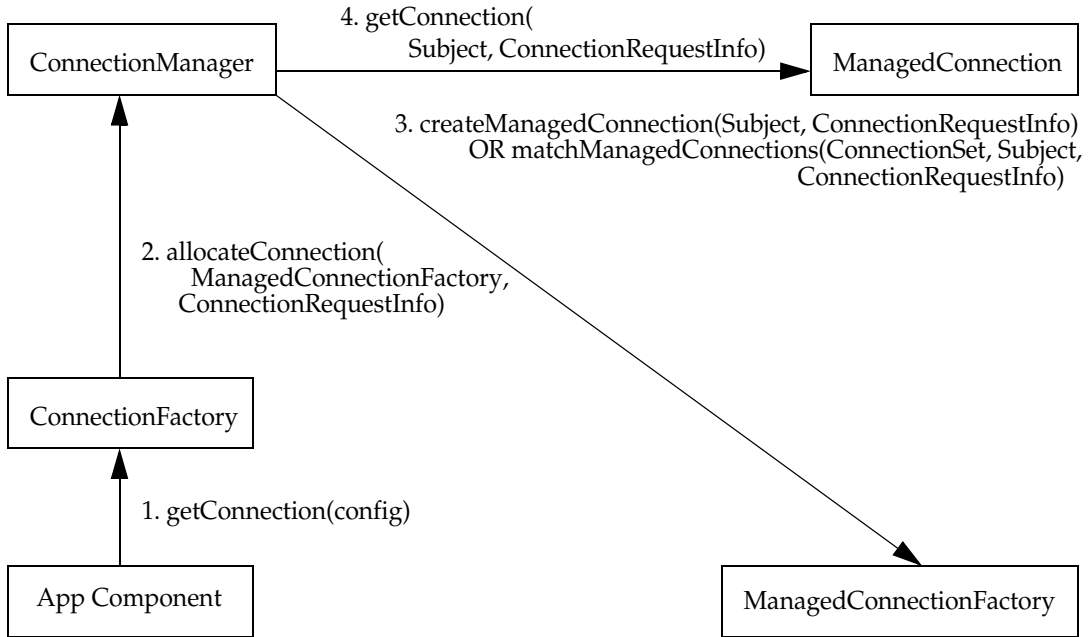 4. getConnection(
Subject, ConnectionRequestInfo)
ConnectionManager
ManagedConnection
3. createManagedConnection(Subject, ConnectionRequestInfo)
OR matchManagedConnections(ConnectionSet, Subject,
ConnectionRequestInfo)
2. allocateConnection(
ManagedConnectionFactory,
ConnectionRequestInfo)
ConnectionFactory
1. getConnection(config)
App Component
ManagedConnectionFactory